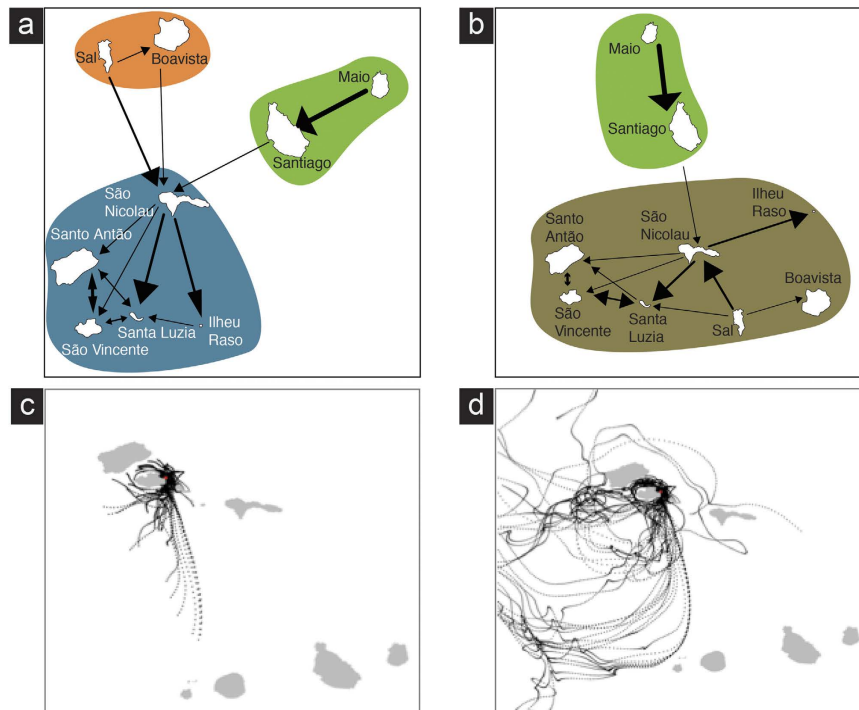 a
Sal
Boavista
Maio
Santiago
São
Nicolau
Santo Antão
Santa Luzia
Ilheu
Raso
São Vincente
b
Maio
Santiago
Ilheu
Raso
São
Nicolau
Santo
Antão
Boavista
São
Vincente
Santa
Luzia
Sal
c
d